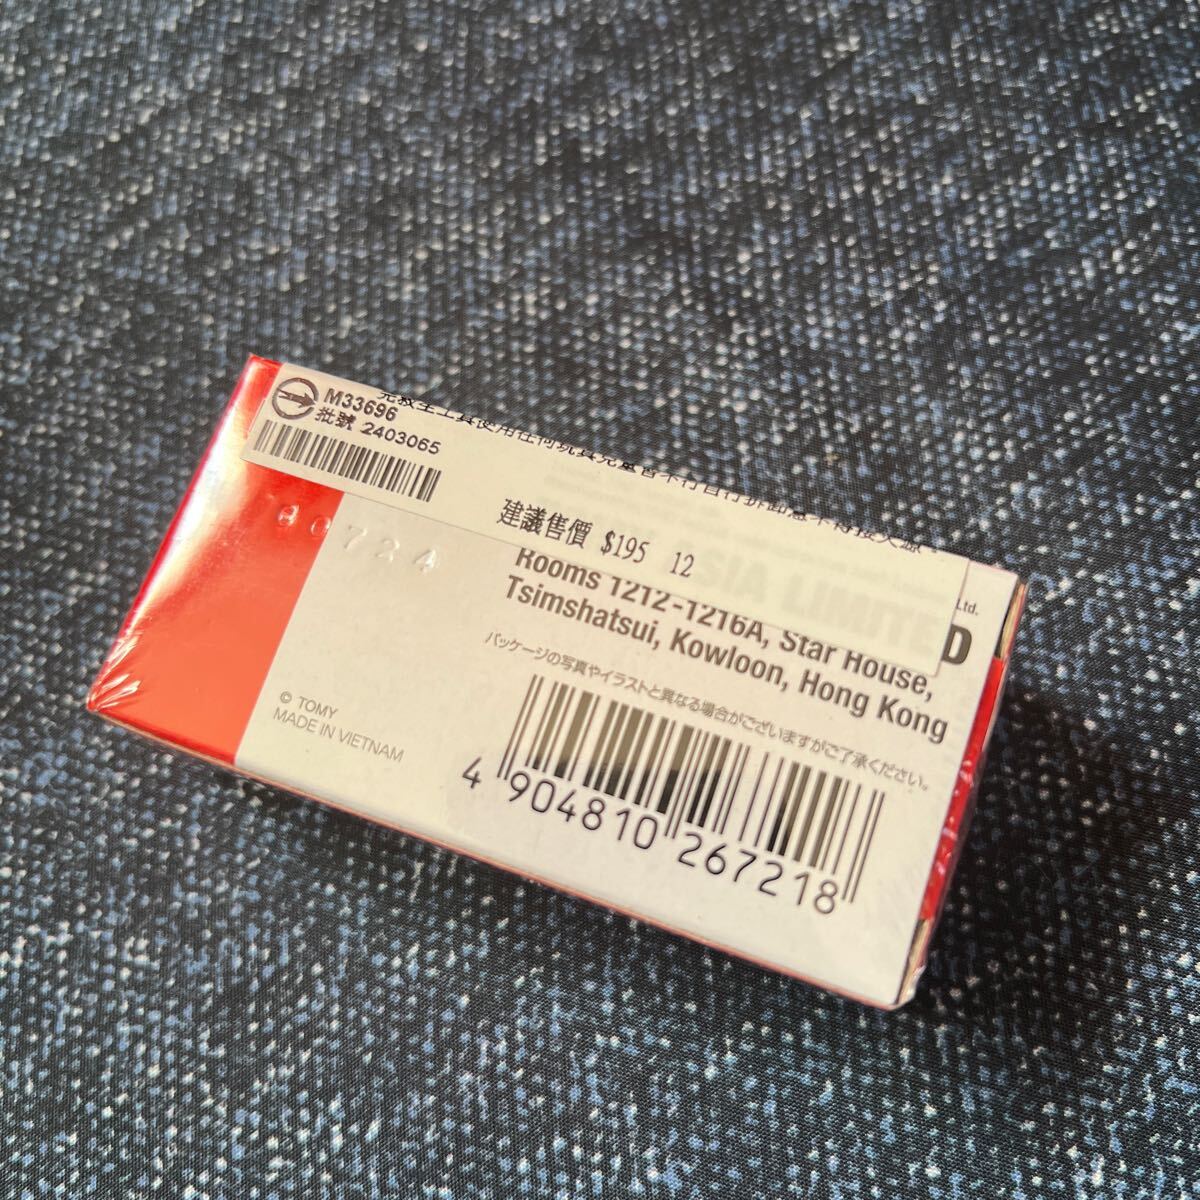 M33696
批號 2403065
建議售價 $195 12
80724
Ltd.
ASIA LIMITED
Rooms 1212-1216A, Star House,
Tsimshatsui, Kowloon, Hong Kong
パッケージの写真やイラストと異なる場合がございますがご了承ください。
© TOMY
MADE IN VIETNAM
4 904810 267218